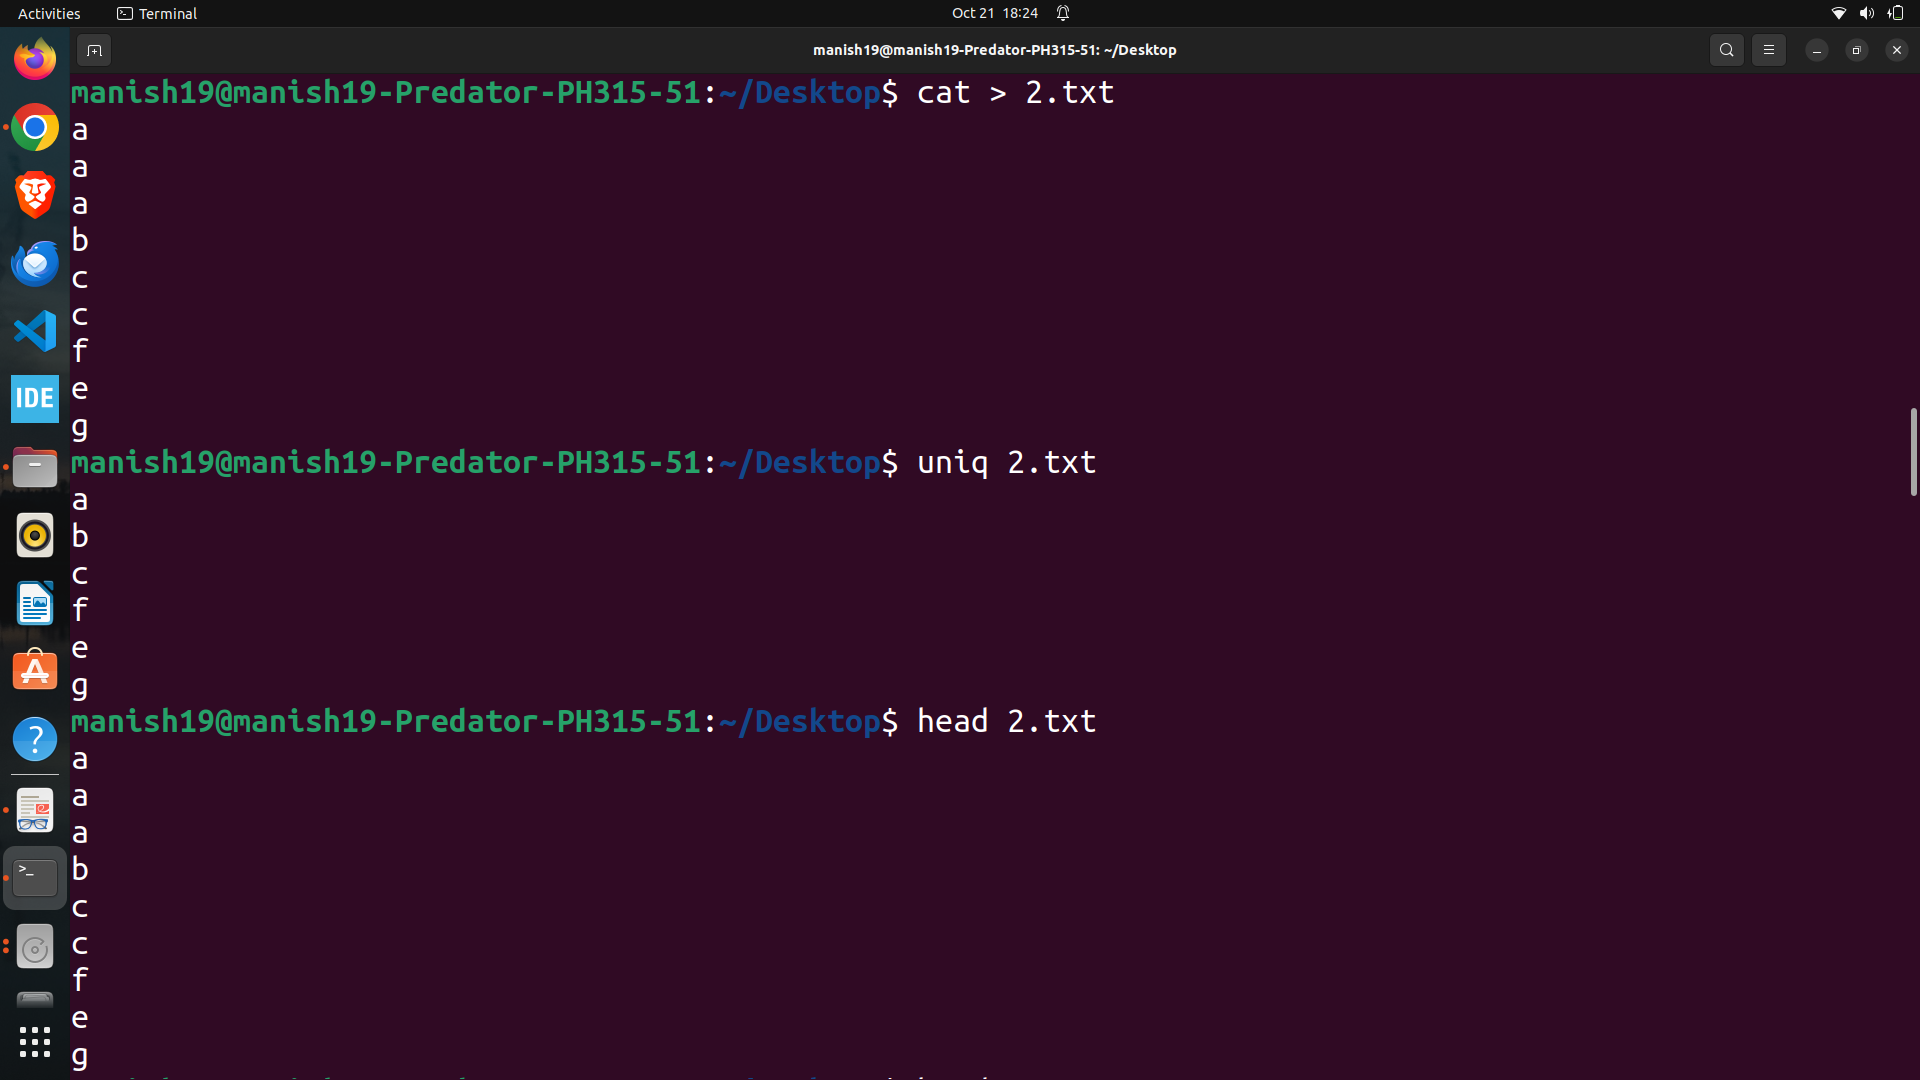 Activities
Terminal
Oct 21 18:24
manish19@manish19-Predator-PH315-51: ~/Desktop
manish19@manish19-Predator-PH315-51:~/Desktop$ cat > 2.txt
a
a
a
b
c
c
f
e
g
manish19@manish19-Predator-PH315-51:~/Desktop$ uniq 2.txt
a
b
c
f
e
g
manish19@manish19-Predator-PH315-51:~/Desktop$ head 2.txt
a
a
a
b
c
c
f
e
g
IDE